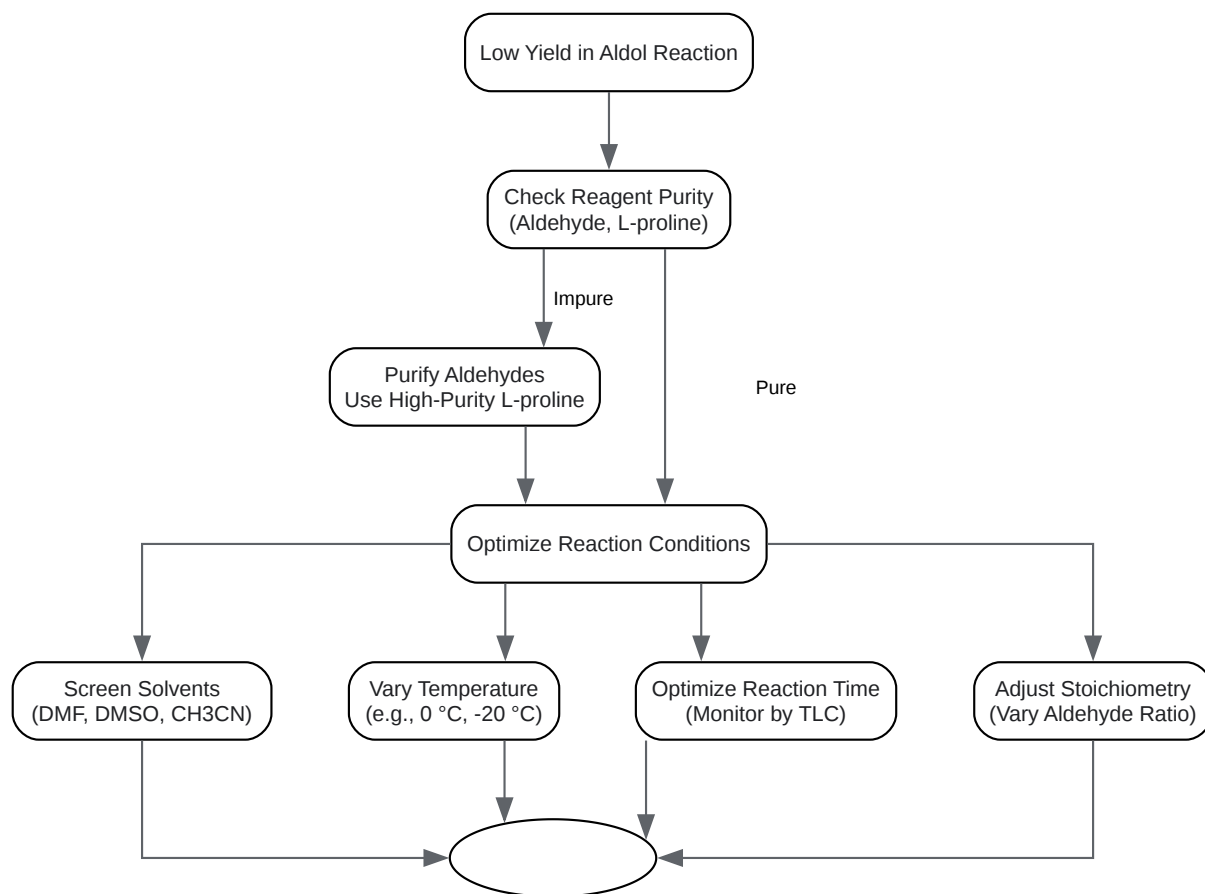 Low Yield in Aldol Reaction
Check Reagent Purity
(Aldehyde, L-proline)
Impure
Purify Aldehydes
Use High-Purity L-proline
Pure
Optimize Reaction Conditions
Screen Solvents
(DMF, DMSO, CH3CN)
Vary Temperature
(e.g., 0 °C, -20 °C)
Optimize Reaction Time
(Monitor by TLC)
Adjust Stoichiometry
(Vary Aldehyde Ratio)